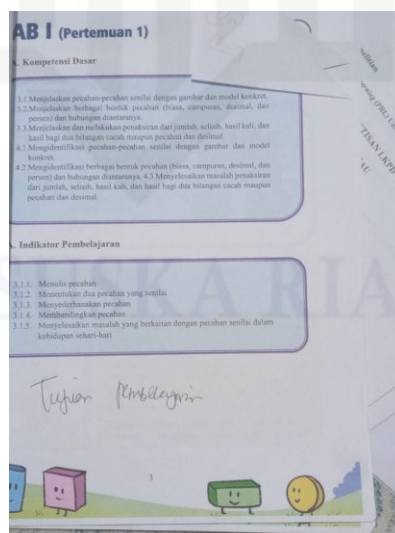 AB I (Pertemuan 1)
A. Kompetensi Dasar
3.1.Menjelaskan pecahan-pecahan senilai dengan gambar dan model konkret.
3.2.Menjelaskan berbagai bentuk pecahan (biasa, campuran, desimal, dan
persen) dan hubungan diantaranya.
3.3.Menjelaskan dan melakukan penaksiran dari jumlah, selisih, hasil kali, dan
hasil bagi dua bilangan cacah maupun pecahan dan desimal.
4.1.Mengidentifikasi pecahan-pecahan senilai dengan gambar dan model
konkret.
4.2.Mengidentifikasi berbagai bentuk pecahan (biasa, campuran, desimal, dan
persen) dan hubungan diantaranya. 4.3 Menyelesaikan masalah penaksiran
dari jumlah, selisih, hasil kali, dan hasil bagi dua bilangan cacah maupun
pecahan dan desimal.
A. Indikator Pembelajaran
3.1.1. Menulis pecahan
3.1.2. Menentukan dua pecahan yang senilai
3.1.3. Menyederhanakan pecahan
3.1.4. Membandingkan pecahan
3.1.5. Menyelesaikan masalah yang berkaitan dengan pecahan senilai dalam
kehidupan sehari-hari
Tujuan Pembelajaran
SKA RIA